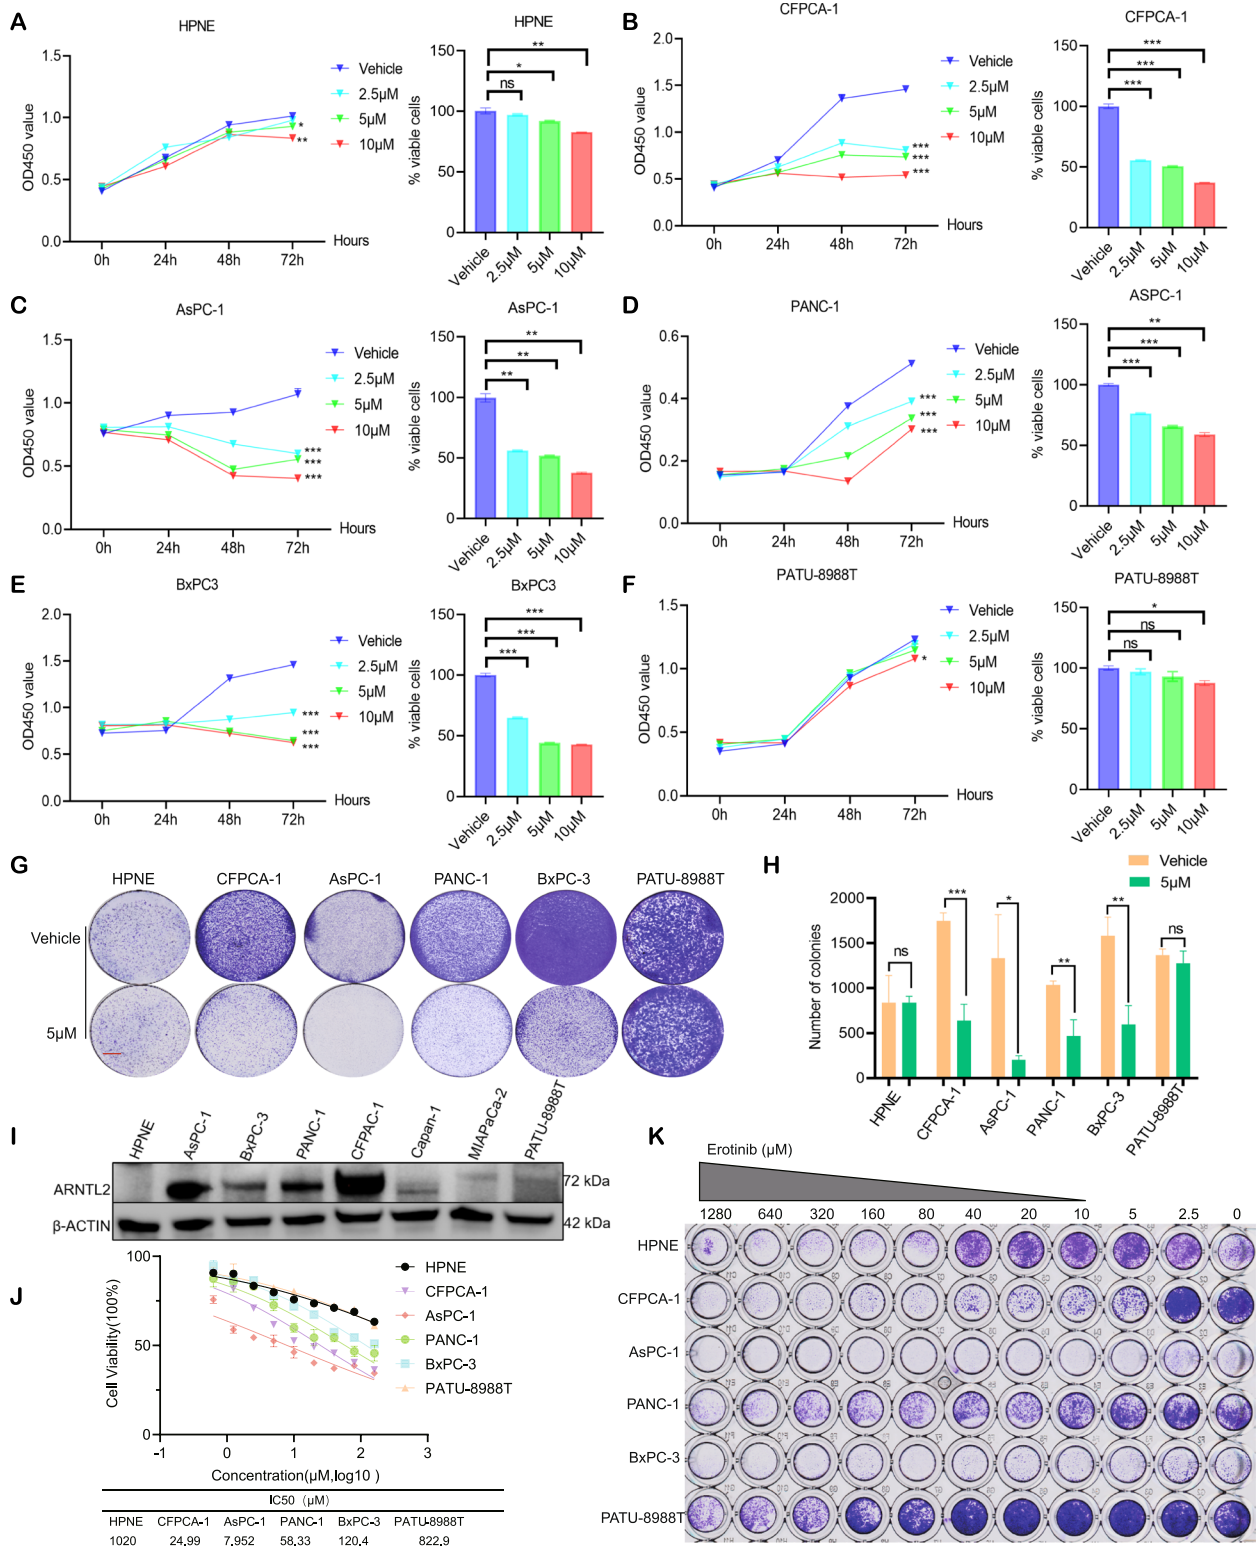 A
HPNE
OD450 value
1.5
1.0
0.5
0.0
0h 24h 48h 72h
Hours
Vehicle
2.5µM
5µM
10µM
*
**
HPNE
% viable cells
150
100
50
0
ns
*
**
Vehicle 2.5µM 5µM 10µM
B
CFPCA-1
OD450 value
2.0
1.5
1.0
0.5
0.0
0h 24h 48h 72h
Hours
Vehicle
2.5µM
5µM
10µM
***
***
***
CFPCA-1
% viable cells
150
100
50
0
***
***
***
Vehicle 2.5µM 5µM 10µM
C
AsPC-1
OD450 value
1.5
1.0
0.5
0.0
0h 24h 48h 72h
Hours
Vehicle
2.5µM
5µM
10µM
***
***
***
AsPC-1
% viable cells
150
100
50
0
**
**
**
Vehicle 2.5µM 5µM 10µM
D
PANC-1
OD450 value
0.6
0.4
0.2
0.0
0h 24h 48h 72h
Hours
Vehicle
2.5µM
5µM
10µM
***
***
***
ASPC-1
% viable cells
150
100
50
0
**
***
***
Vehicle 2.5µM 5µM 10µM
E
BxPC3
OD450 value
2.0
1.5
1.0
0.5
0.0
0h 24h 48h 72h
Hours
Vehicle
2.5µM
5µM
10µM
***
***
***
BxPC3
% viable cells
150
100
50
0
***
***
***
Vehicle 2.5µM 5µM 10µM
F
PATU-8988T
OD450 value
1.5
1.0
0.5
0.0
0h 24h 48h 72h
Hours
Vehicle
2.5µM
5µM
10µM
*
PATU-8988T
% viable cells
150
100
50
0
*
ns
ns
Vehicle 2.5µM 5µM 10µM
G
HPNE CFPCA-1 AsPC-1 PANC-1 BxPC-3 PATU-8988T
Vehicle
5µM
H
Vehicle
5µM
Number of colonies
2000
1500
1000
500
0
ns *** * ** ** ns
HPNE CFPCA-1 AsPC-1 PANC-1 BxPC-3 PATU-8988T
I
HPNE AsPC-1 BxPC-3 PANC-1 CFPAC-1 Capan-1 MIAPaCa-2 PATU-8988T
ARNTL2 72 kDa
β-ACTIN 42 kDa
J
Cell Viability(100%)
100
50
0
-1 0 1 2 3
Concentration(µM,log10 )
HPNE
CFPCA-1
AsPC-1
PANC-1
BxPC-3
PATU-8988T
IC50 (µM)
HPNE CFPCA-1 AsPC-1 PANC-1 BxPC-3 PATU-8988T
1020 24.99 7.952 58.33 120.4 822.9
K
Erotinib (µM)
1280 640 320 160 80 40 20 10 5 2.5 0
HPNE
CFPCA-1
AsPC-1
PANC-1
BxPC-3
PATU-8988T